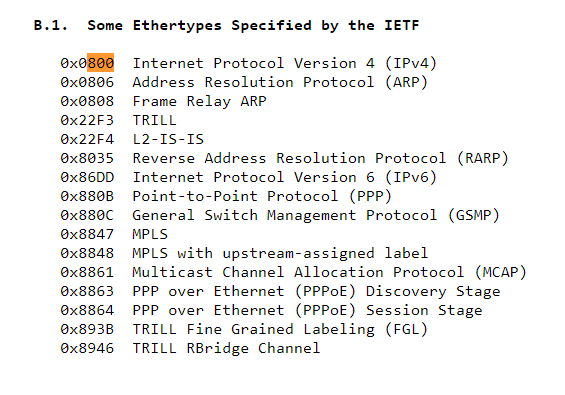 B.1. Some Ethertypes Specified by the IETF
0x0800 Internet Protocol Version 4 (IPv4)
0x0806 Address Resolution Protocol (ARP)
0x0808 Frame Relay ARP
0x22F3 TRILL
0x22F4 L2-IS-IS
0x8035 Reverse Address Resolution Protocol (RARP)
0x86DD Internet Protocol Version 6 (IPv6)
0x880B Point-to-Point Protocol (PPP)
0x880C General Switch Management Protocol (GSMP)
0x8847 MPLS
0x8848 MPLS with upstream-assigned label
0x8861 Multicast Channel Allocation Protocol (MCAP)
0x8863 PPP over Ethernet (PPPoE) Discovery Stage
0x8864 PPP over Ethernet (PPPoE) Session Stage
0x893B TRILL Fine Grained Labeling (FGL)
0x8946 TRILL RBridge Channel